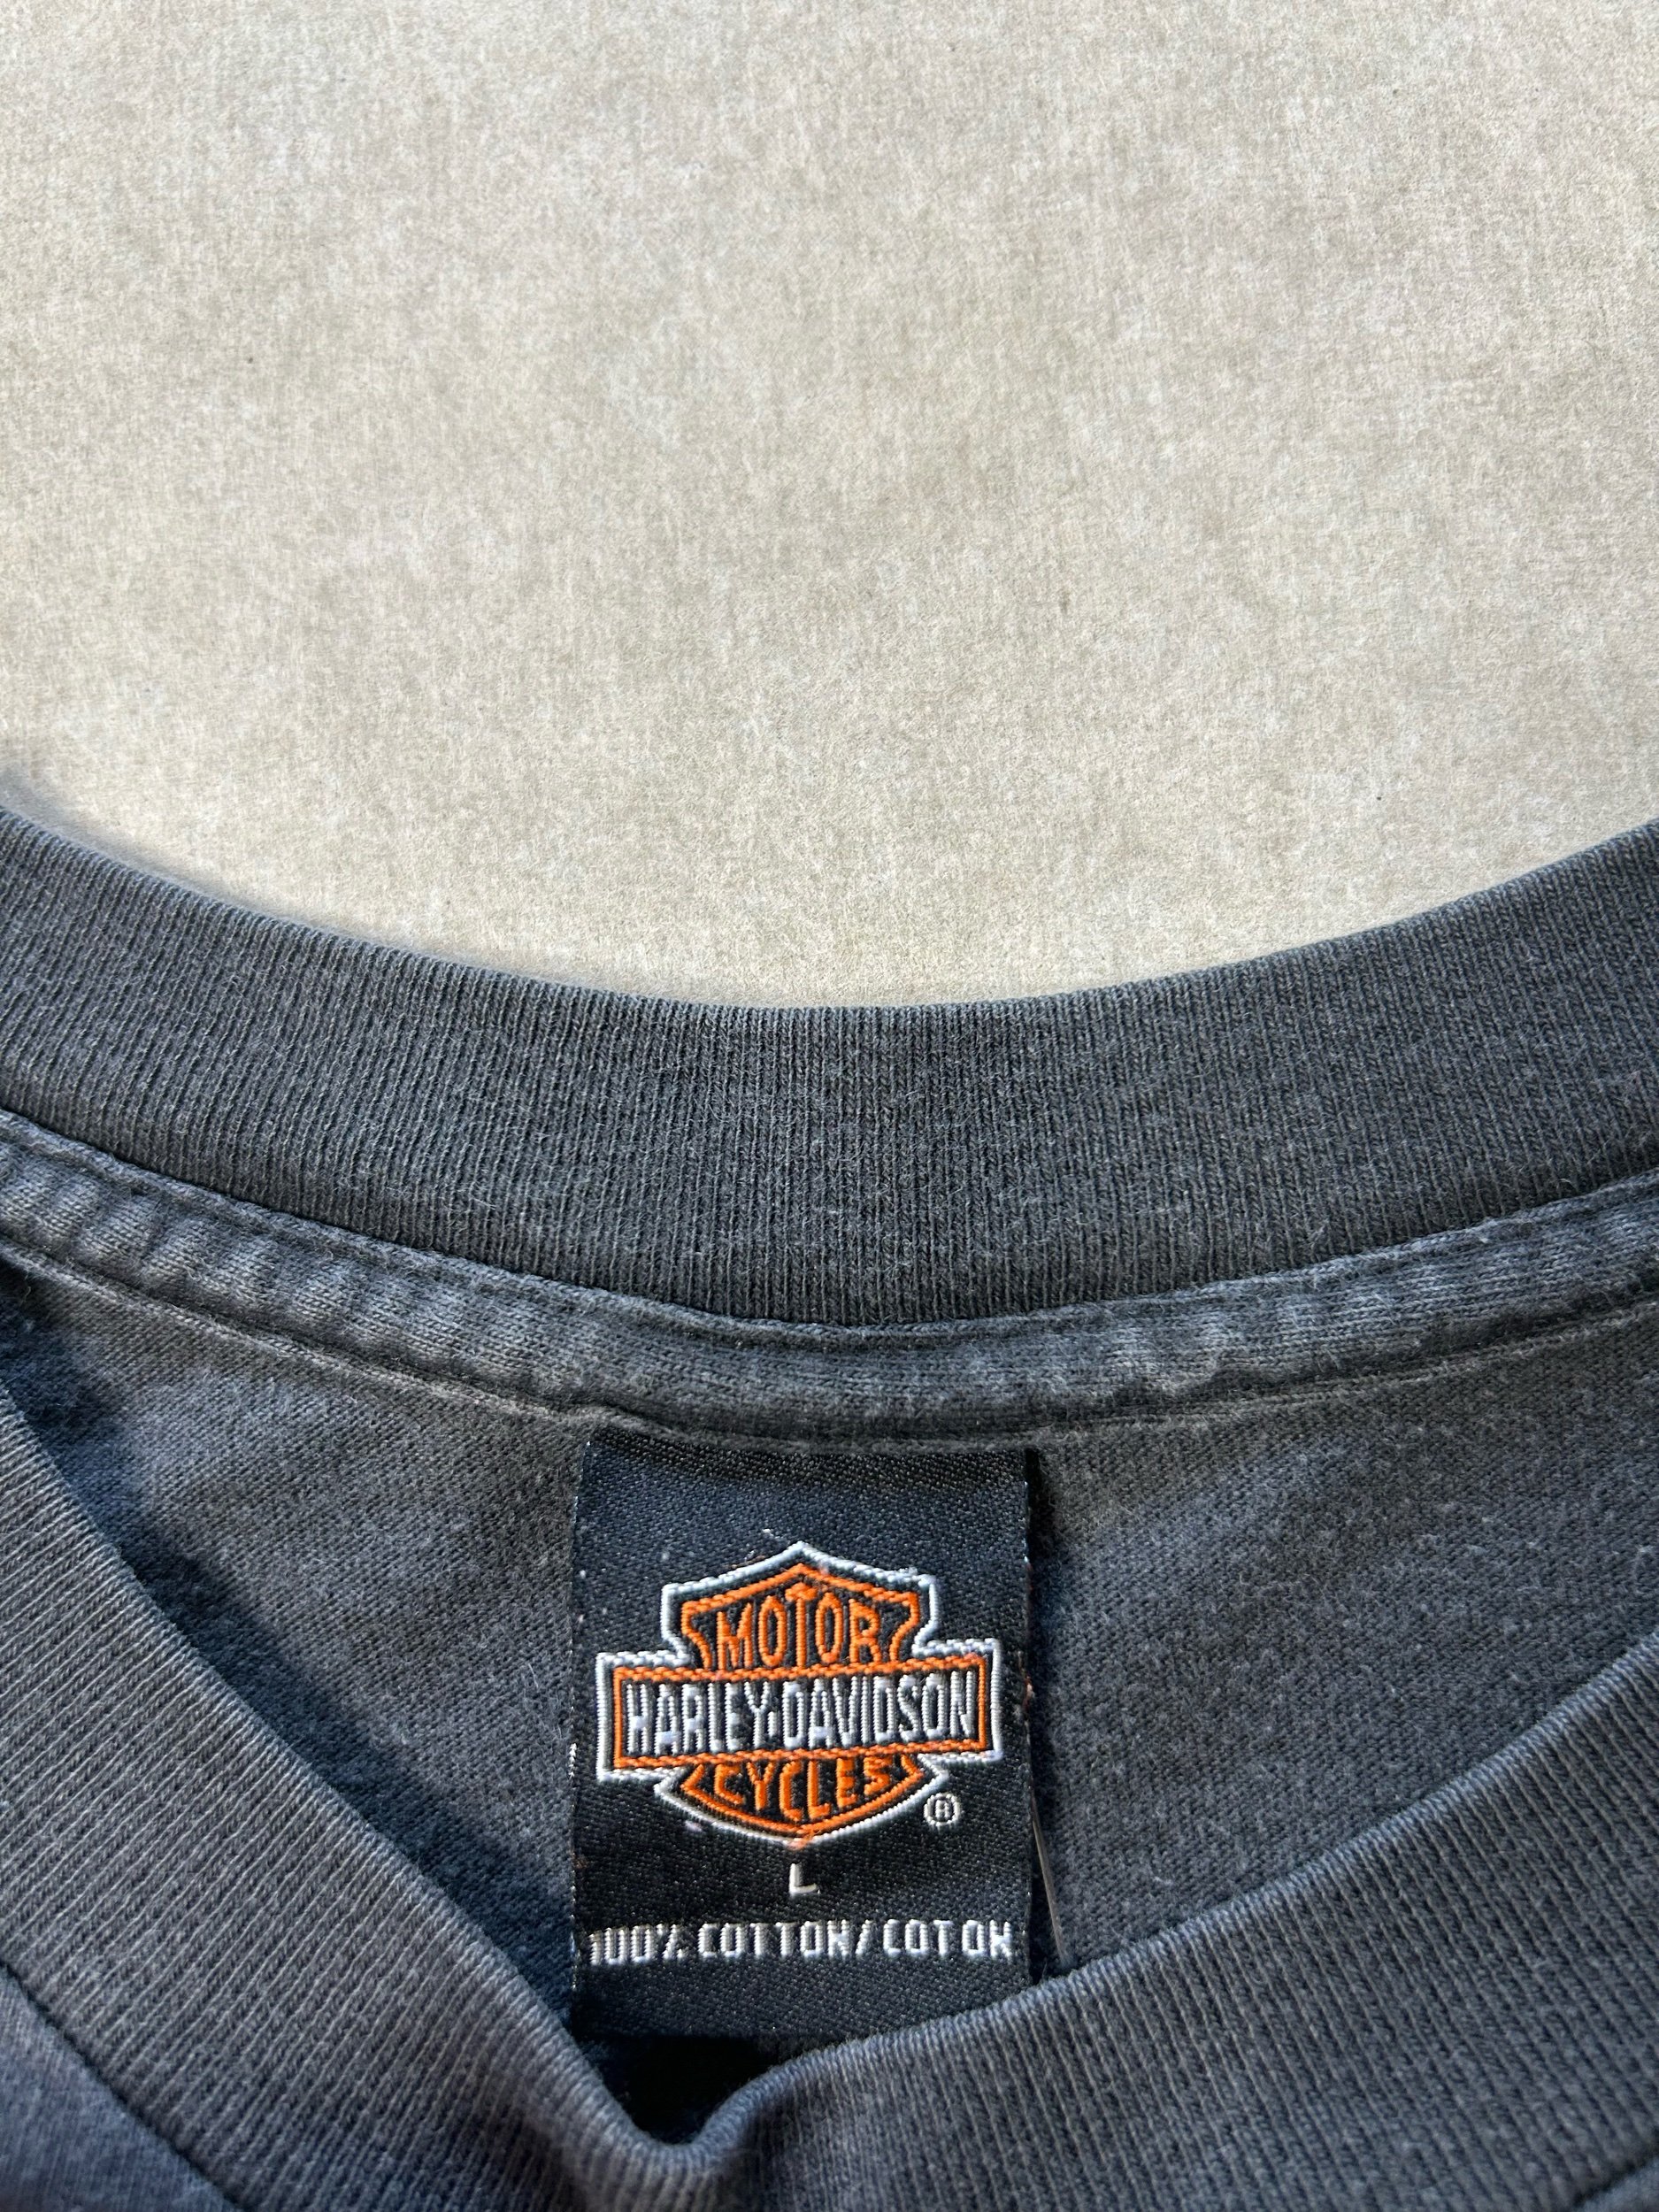 MOTOR
HARLEY-DAVIDSON
CYCLES
®
L
100% COTTON/COTON